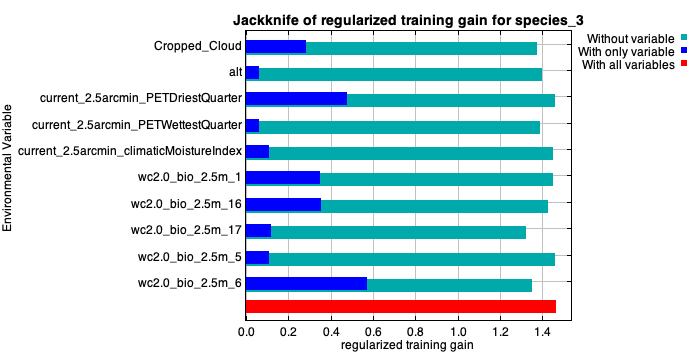 Jackknife of regularized training gain for species_3
Without variable
With only variable
With all variables
Environmental Variable
Cropped_Cloud
alt
current_2.5arcmin_PETDriestQuarter
current_2.5arcmin_PETWettestQuarter
current_2.5arcmin_climaticMoistureIndex
wc2.0_bio_2.5m_1
wc2.0_bio_2.5m_16
wc2.0_bio_2.5m_17
wc2.0_bio_2.5m_5
wc2.0_bio_2.5m_6
0.0 0.2 0.4 0.6 0.8 1.0 1.2 1.4
regularized training gain